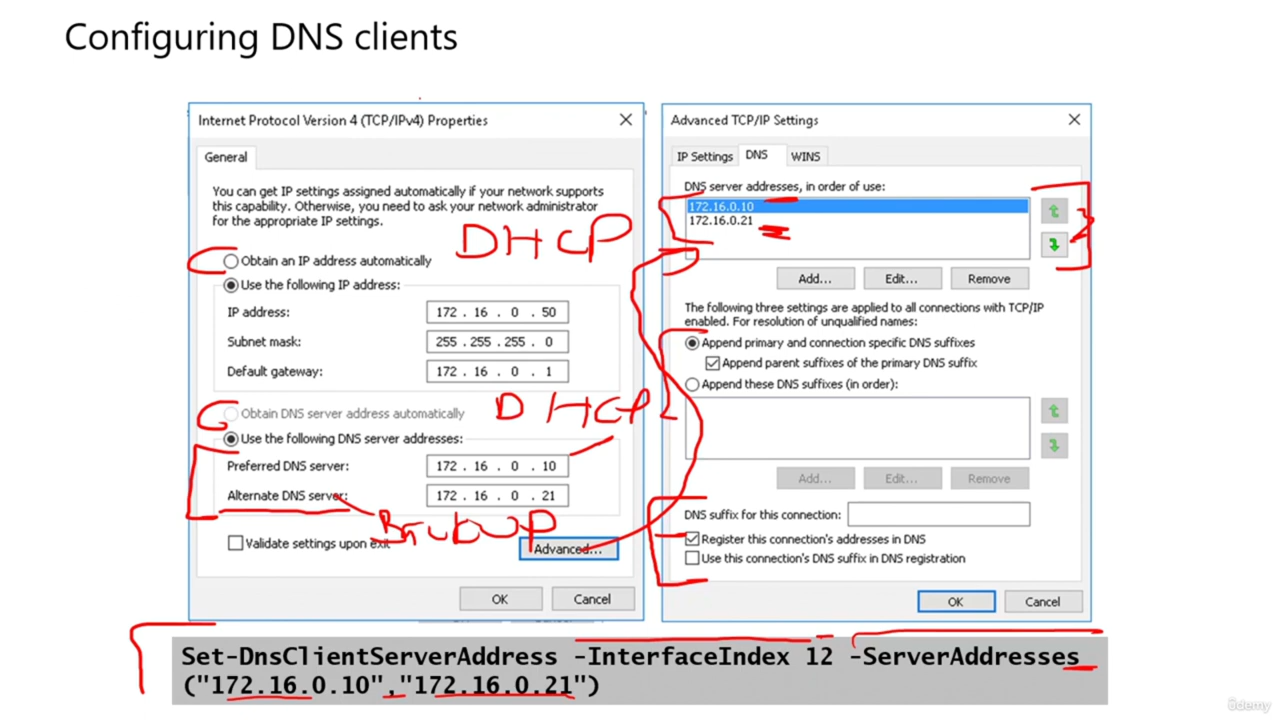 Configuring DNS clients
Internet Protocol Version 4 (TCP/IPv4) Properties
General
You can get IP settings assigned automatically if your network supports
this capability. Otherwise, you need to ask your network administrator
for the appropriate IP settings.
DHCP
Obtain an IP address automatically
Use the following IP address:
IP address: 172 . 16 . 0 . 50
Subnet mask: 255 . 255 . 255 . 0
Default gateway: 172 . 16 . 0 . 1
DHCP
Obtain DNS server address automatically
Use the following DNS server addresses:
Preferred DNS server: 172 . 16 . 0 . 10
Alternate DNS server: 172 . 16 . 0 . 21
Validate settings upon exit
Advanced...
OK Cancel
Advanced TCP/IP Settings
IP Settings DNS WINS
DNS server addresses, in order of use:
172.16.0.10
172.16.0.21
Add... Edit... Remove
The following three settings are applied to all connections with TCP/IP
enabled. For resolution of unqualified names:
Append primary and connection specific DNS suffixes
Append parent suffixes of the primary DNS suffix
Append these DNS suffixes (in order):
Add... Edit... Remove
DNS suffix for this connection:
Register this connection's addresses in DNS
Use this connection's DNS suffix in DNS registration
OK Cancel
Set-DnsClientServerAddress -InterfaceIndex 12 -ServerAddresses
("172.16.0.10","172.16.0.21")
ûdemy